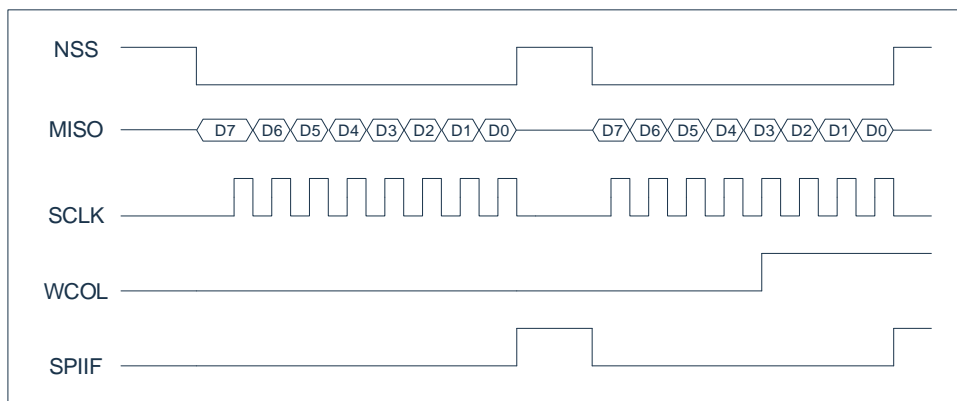 NSS
MISO D7 D6 D5 D4 D3 D2 D1 D0 D7 D6 D5 D4 D3 D2 D1 D0
SCLK
WCOL
SPIIF